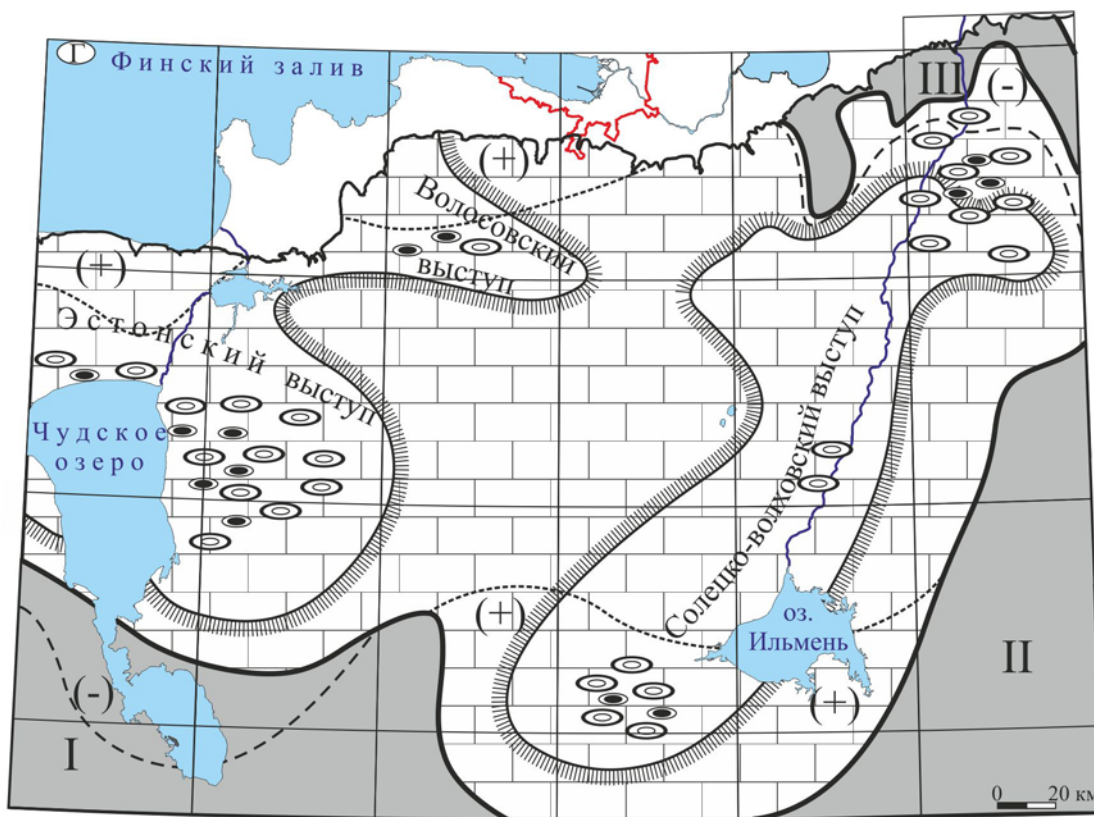 Г
Финский залив
III
(-)
(+)
Волосовский
выступ
(+)
Эстонский выступ
Чудское
озеро
Солецко-волховский выступ
(+)
оз.
Ильмень
(+)
II
(-)
I
0 20 км